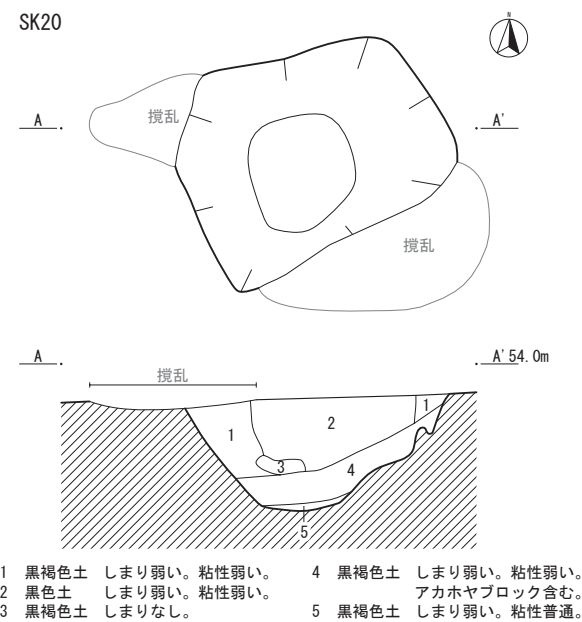 SK20
N
撹乱
A
A'
撹乱
A
A' 54.0m
撹乱
1
2
1
3
4
5
1 黒褐色土 しまり弱い。粘性弱い。
2 黒色土 しまり弱い。粘性弱い。
3 黒褐色土 しまりなし。
4 黒褐色土 しまり弱い。粘性弱い。
アカホヤブロック含む。
5 黒褐色土 しまり弱い。粘性普通。